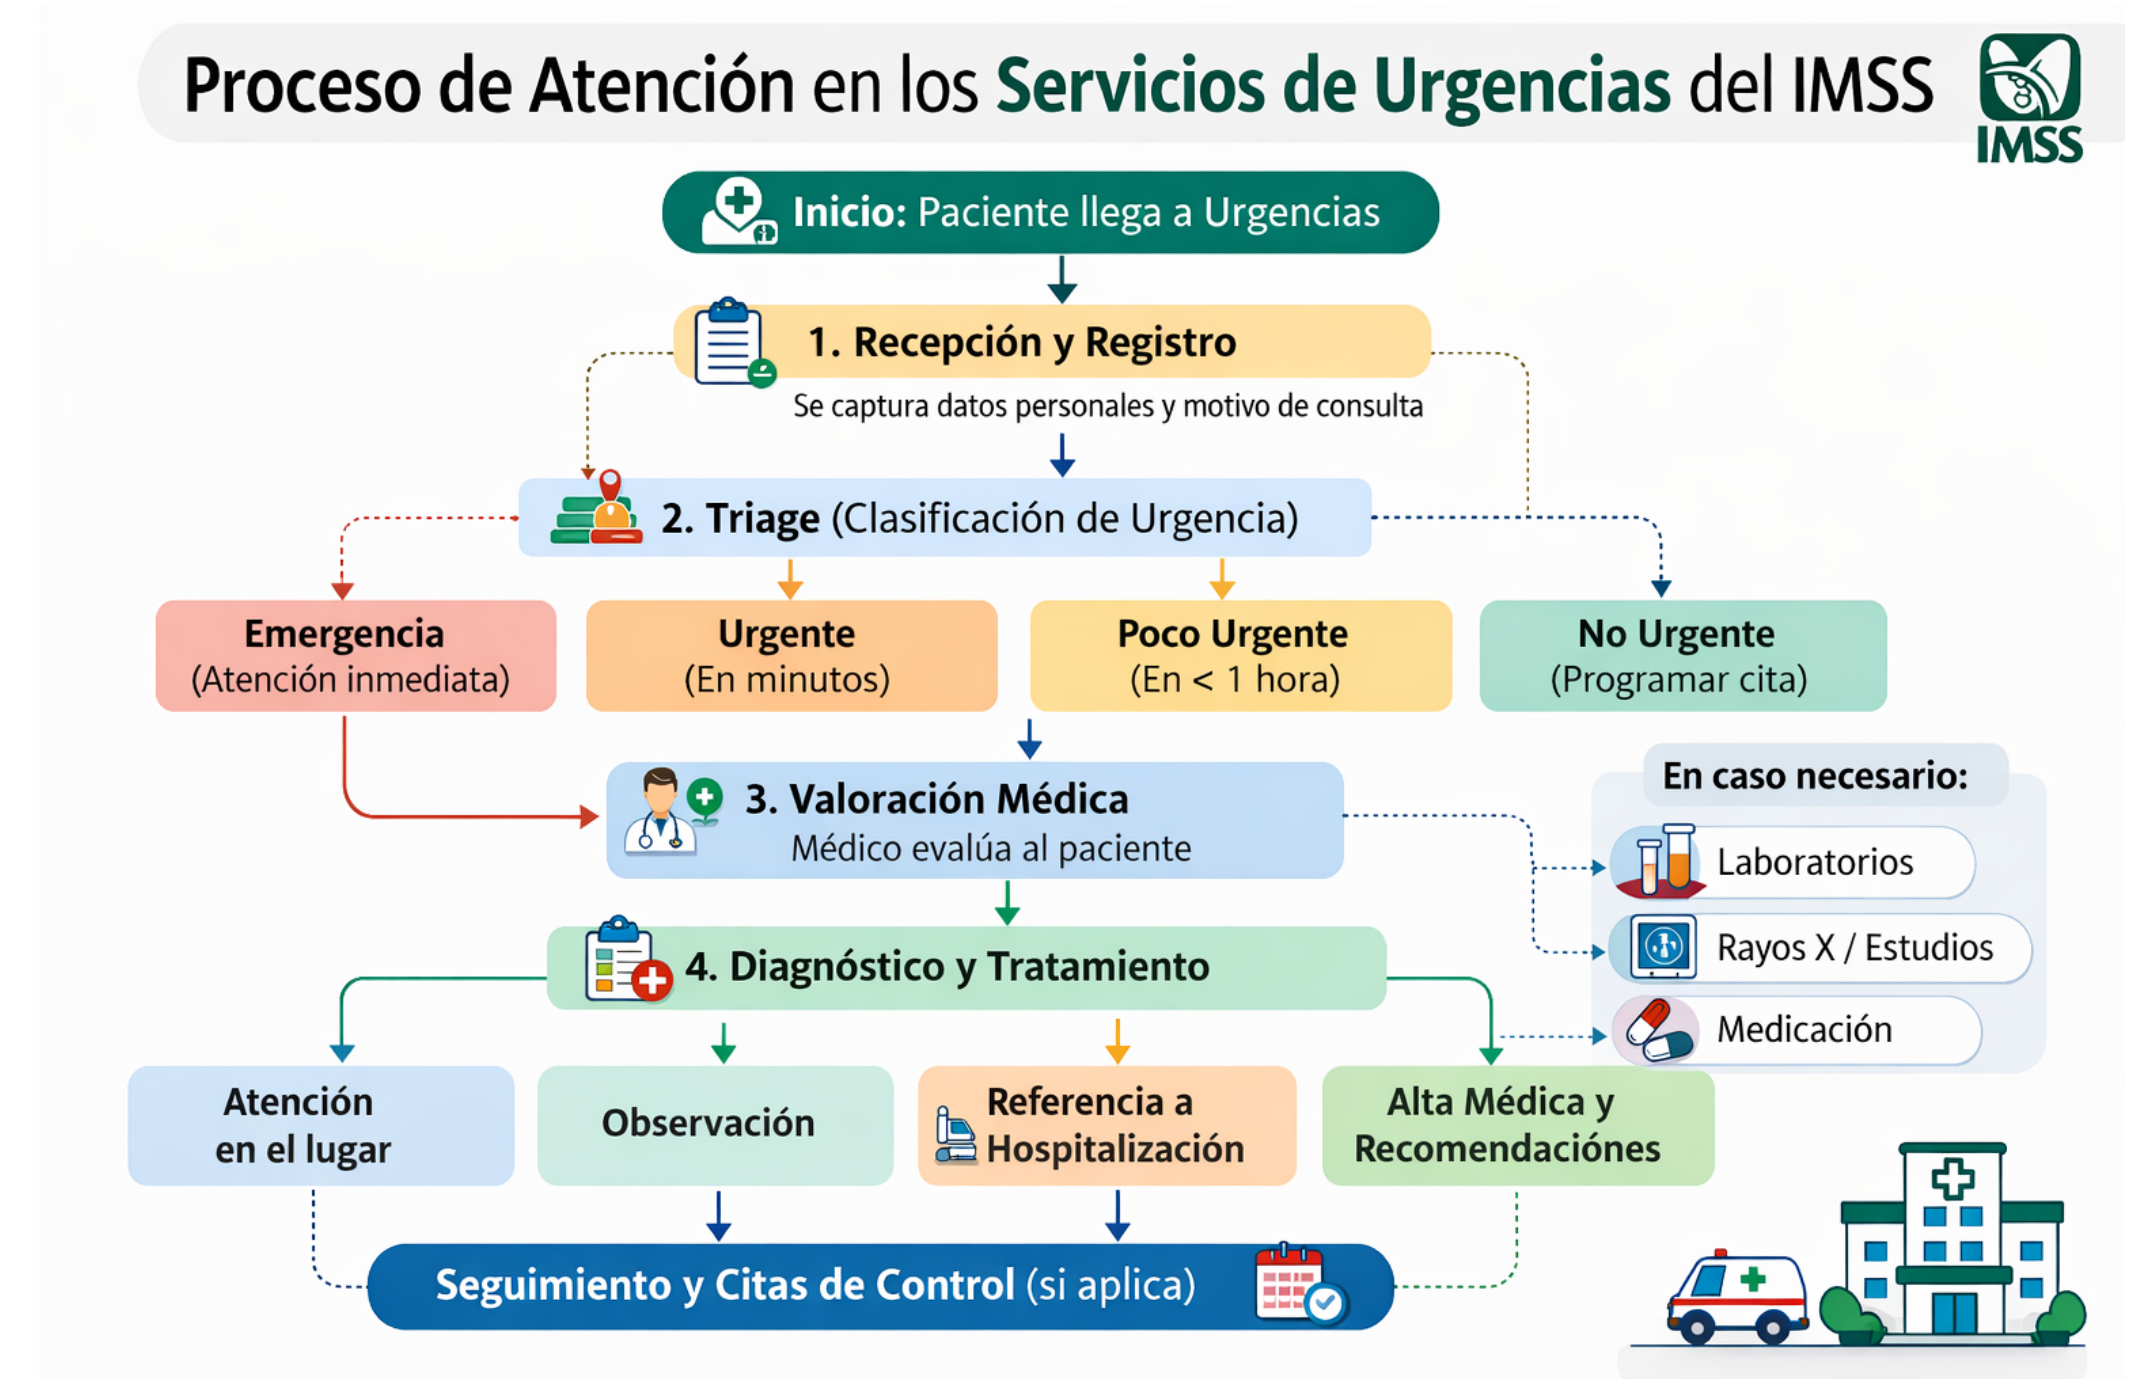 Proceso de Atención en los Servicios de Urgencias del IMSS
IMSS
Inicio: Paciente llega a Urgencias
1. Recepción y Registro
Se captura datos personales y motivo de consulta
2. Triage (Clasificación de Urgencia)
Emergencia
(Atención inmediata)
Urgente
(En minutos)
Poco Urgente
(En < 1 hora)
No Urgente
(Programar cita)
3. Valoración Médica
Médico evalúa al paciente
En caso necesario:
Laboratorios
Rayos X / Estudios
Medicación
4. Diagnóstico y Tratamiento
Atención
en el lugar
Observación
Referencia a
Hospitalización
Alta Médica y
Recomendaciónes
Seguimiento y Citas de Control (si aplica)